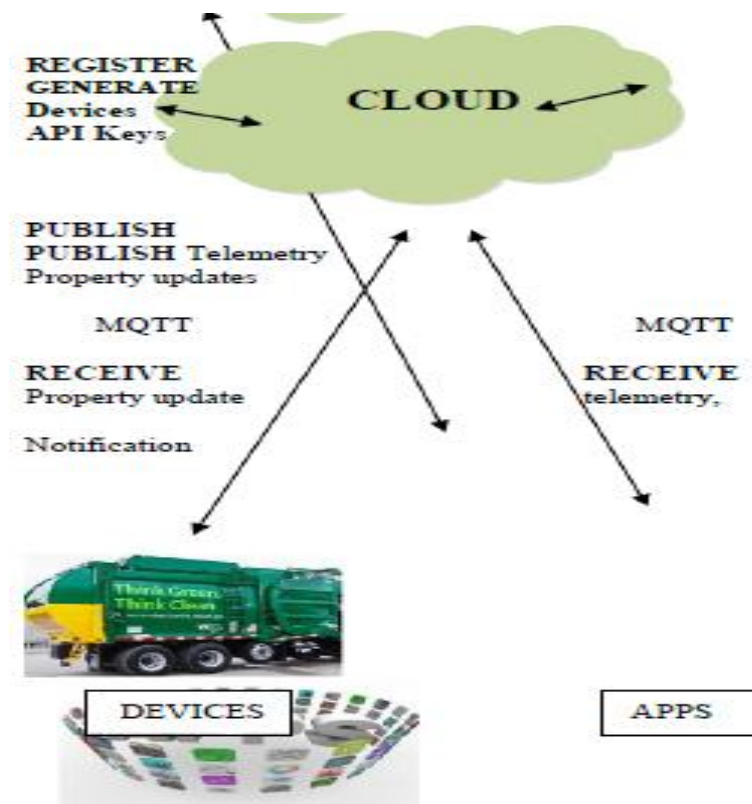 REGISTER
GENERATE
Devices
API Keys
CLOUD
PUBLISH
PUBLISH Telemetry
Property updates
MQTT
RECEIVE
Property update
Notification
MQTT
RECEIVE
telemetry,
Think Green.
Think Clean
DEVICES
APPS